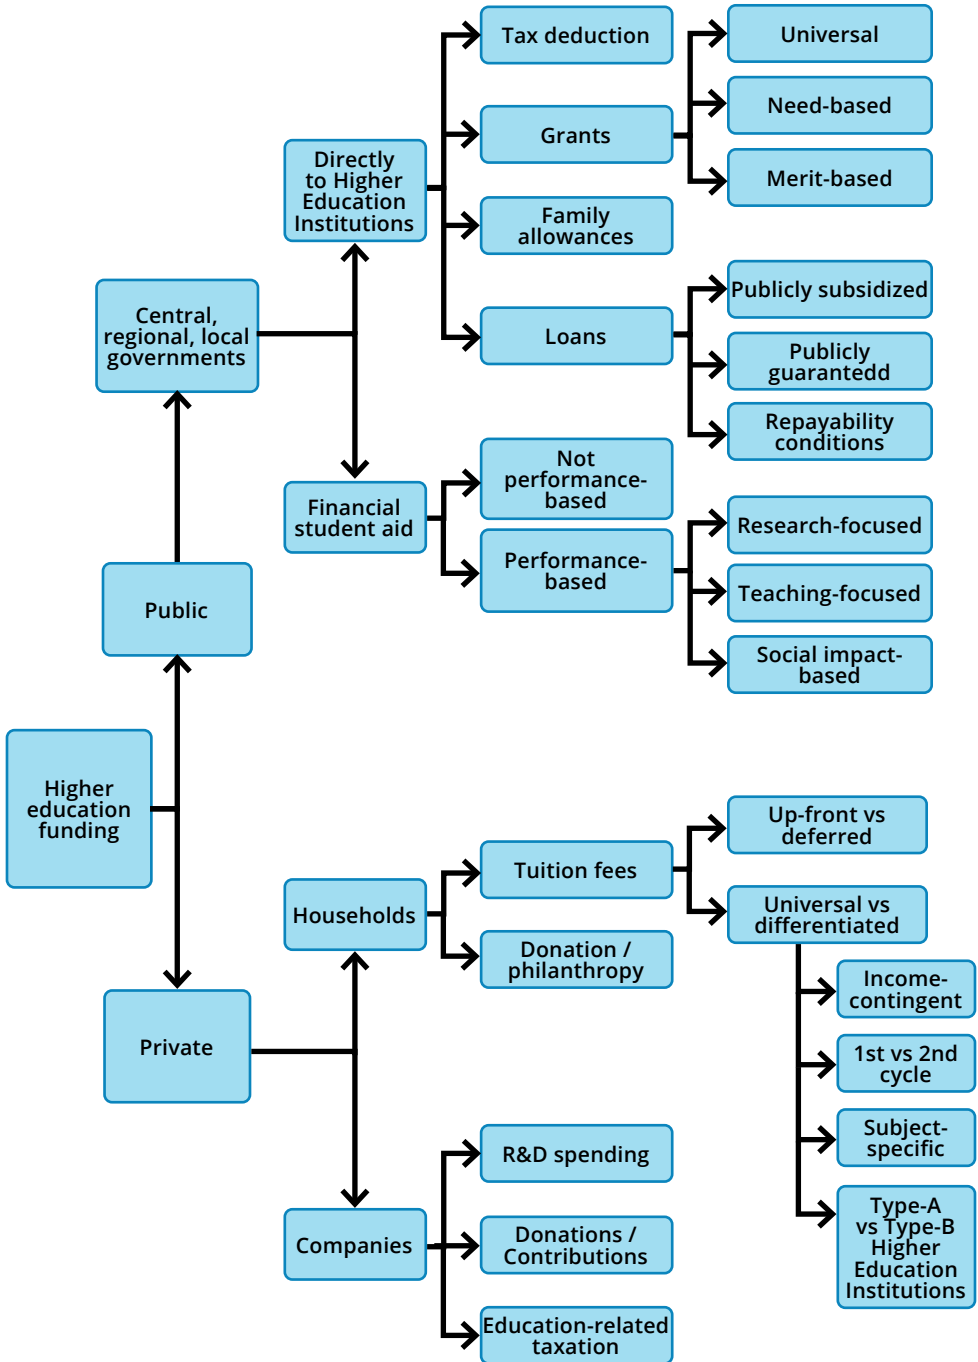 Tax deduction
Universal
Grants
Need-based
Merit-based
Directly
to Higher
Education
Institutions
Family
allowances
Publicly subsidized
Central,
regional, local
governments
Loans
Publicly
guarantedd
Repayability
conditions
Not
performance-
based
Financial
student aid
Research-focused
Performance-
based
Teaching-focused
Public
Social impact-
based
Higher
education
funding
Up-front vs
deferred
Tuition fees
Households
Universal vs
differentiated
Donation /
philanthropy
Income-
contingent
Private
1st vs 2nd
cycle
Subject-
specific
R&D spending
Type-A
vs Type-B
Higher
Education
Institutions
Companies
Donations /
Contributions
Education-related
taxation